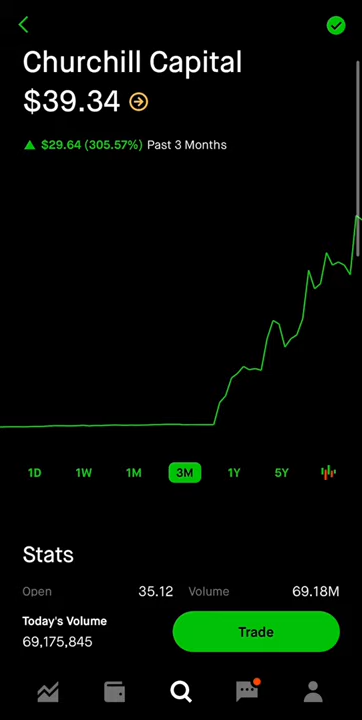 Churchill Capital
$39.34
$29.64 (305.57%) Past 3 Months
1D 1W 1M 3M 1Y 5Y
Stats
Open 35.12 Volume 69.18M
Today's Volume
69,175,845
Trade